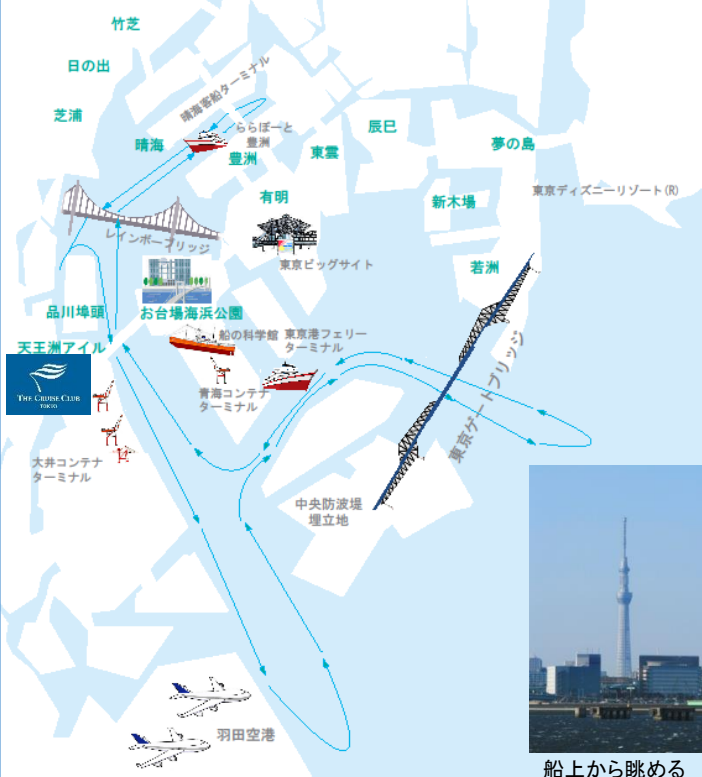 竹芝
日の出
芝浦
晴海客船ターミナル
晴海
ららぽーと
豊洲
豊洲
東雲
辰巳
夢の島
有明
新木場
東京ディズニーリゾート(R)
レインボーブリッジ
東京ビッグサイト
若洲
品川埠頭
お台場海浜公園
天王洲アイル
船の科学館
東京港フェリー
ターミナル
THE CRUISE CLUB
TOKYO
青海コンテナ
ターミナル
東京ゲートブリッジ
大井コンテナ
ターミナル
中央防波堤
埋立地
羽田空港
船上から眺める